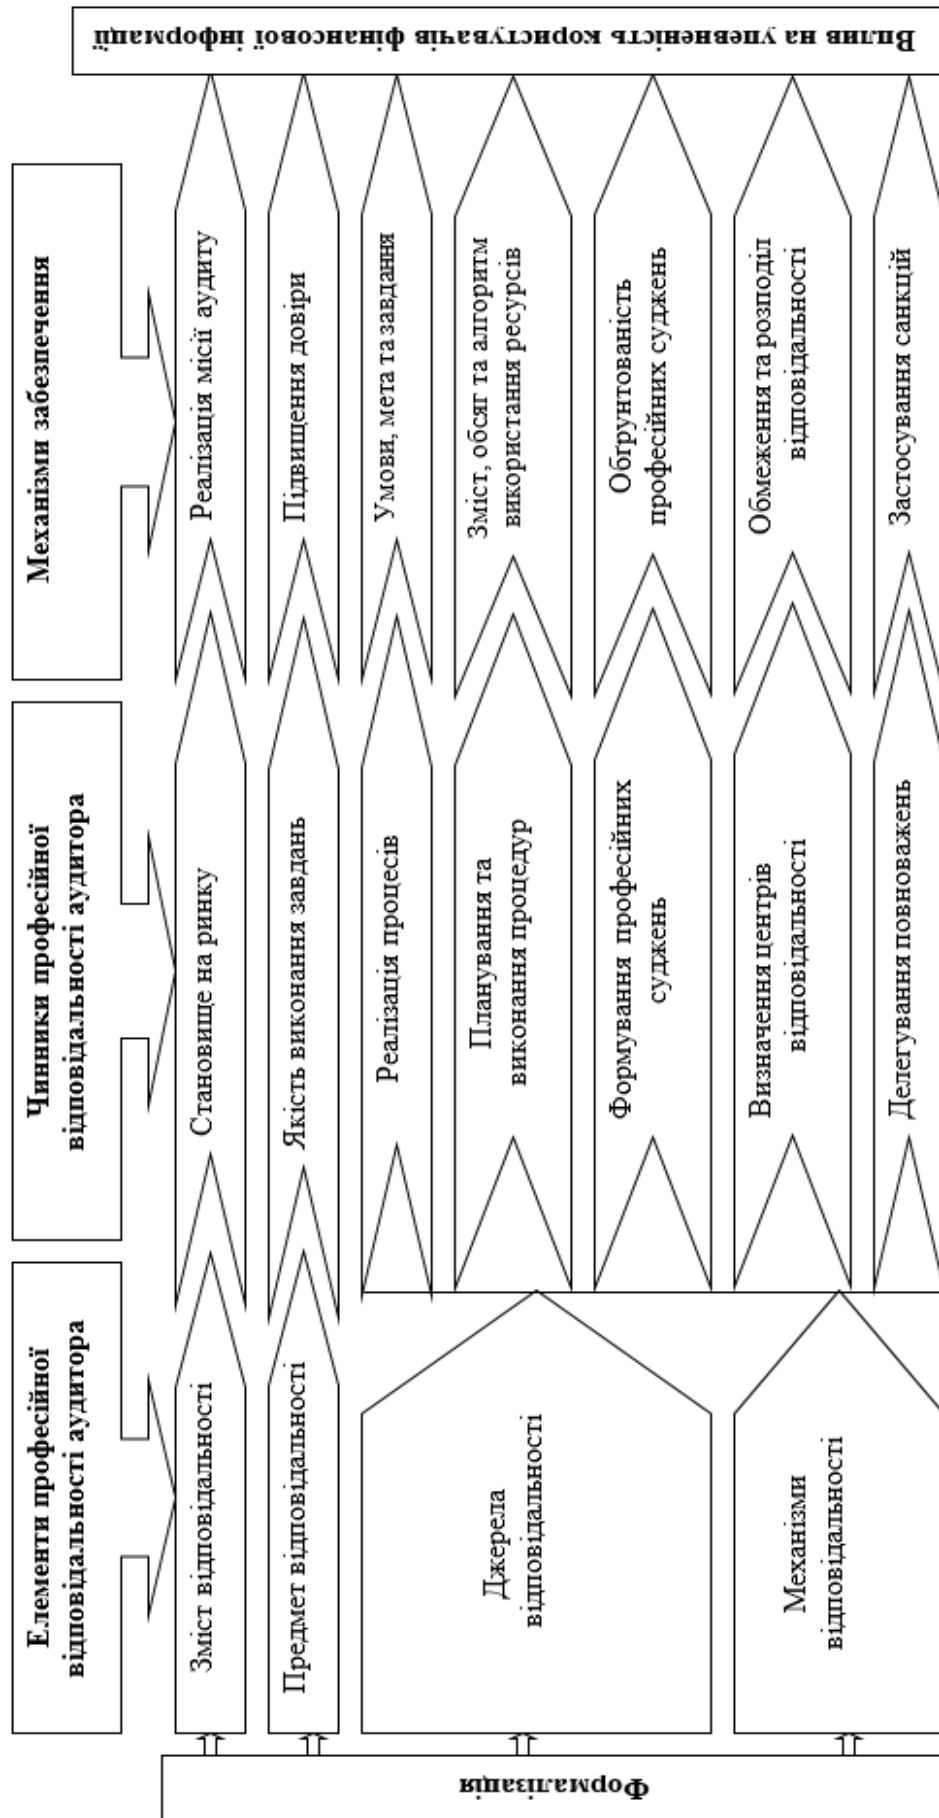 Елементи професійної
відповідальності аудитора
Чинники професійної
відповідальності аудитора
Механізми забезпечення
Формалізація
Зміст відповідальності
Становище на ринку
Реалізація місії аудиту
Предмет відповідальності
Якість виконання завдань
Підвищення довіри
Джерела
відповідальності
Реалізація процесів
Умови, мета та завдання
Планування та
виконання процедур
Зміст, обсяг та алгоритм
використання ресурсів
Формування професійних
суджень
Обґрунтованість
професійних суджень
Механізми
відповідальності
Визначення центрів
відповідальності
Обмеження та розподіл
відповідальності
Делегування повноважень
Застосування санкцій
Вплив на упевненість користувачів фінансової інформації